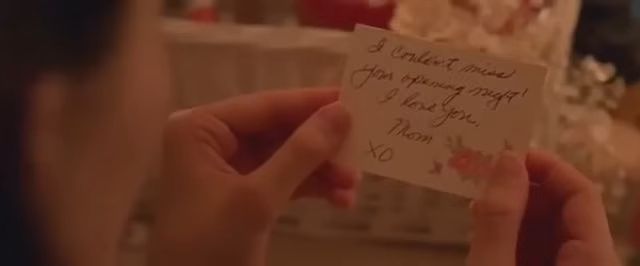 I couldn't miss
your opening night!
I love you,
Mom
XO